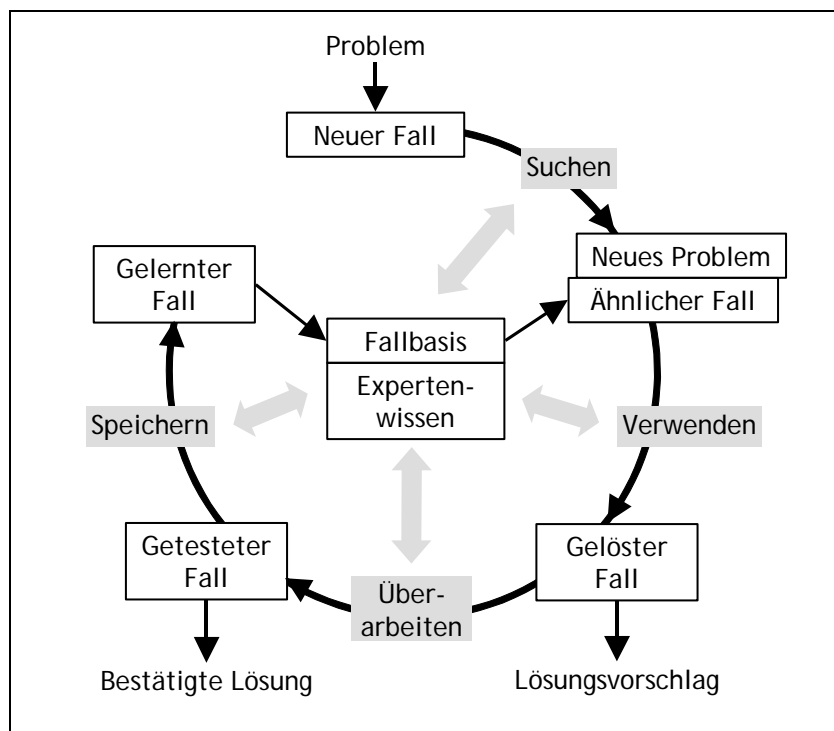 Problem
Neuer Fall
Suchen
Neues Problem
Ähnlicher Fall
Gelernter
Fall
Fallbasis
Experten-
wissen
Speichern
Verwenden
Getesteter
Fall
Gelöster
Fall
Über-
arbeiten
Bestätigte Lösung
Lösungsvorschlag